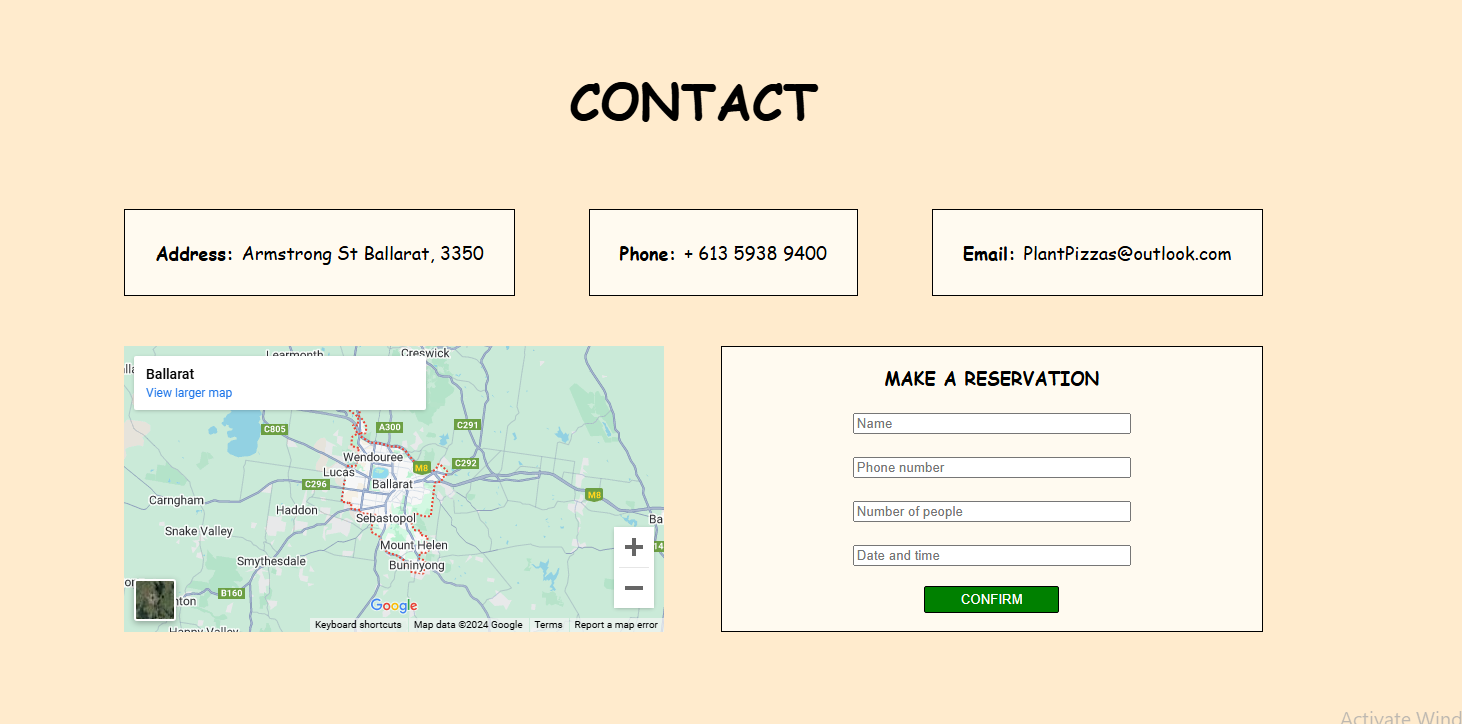 CONTACT
Address: Armstrong St Ballarat, 3350
Phone: + 613 5938 9400
Email: PlantPizzas@outlook.com
Learmonth
Creswick
Ballarat
View larger map
C805
A300
C291
Wendouree
M8
C292
Lucas
C296
Ballarat
M8
Carngham
Haddon
Sebastopol
Snake Valley
Mount Helen
Smythesdale
Buninyong
B160
Google
Happy Valley
Keyboard shortcuts
Map data ©2024 Google
Terms
Report a map error
MAKE A RESERVATION
Name
Phone number
Number of people
Date and time
CONFIRM
Activate Wind